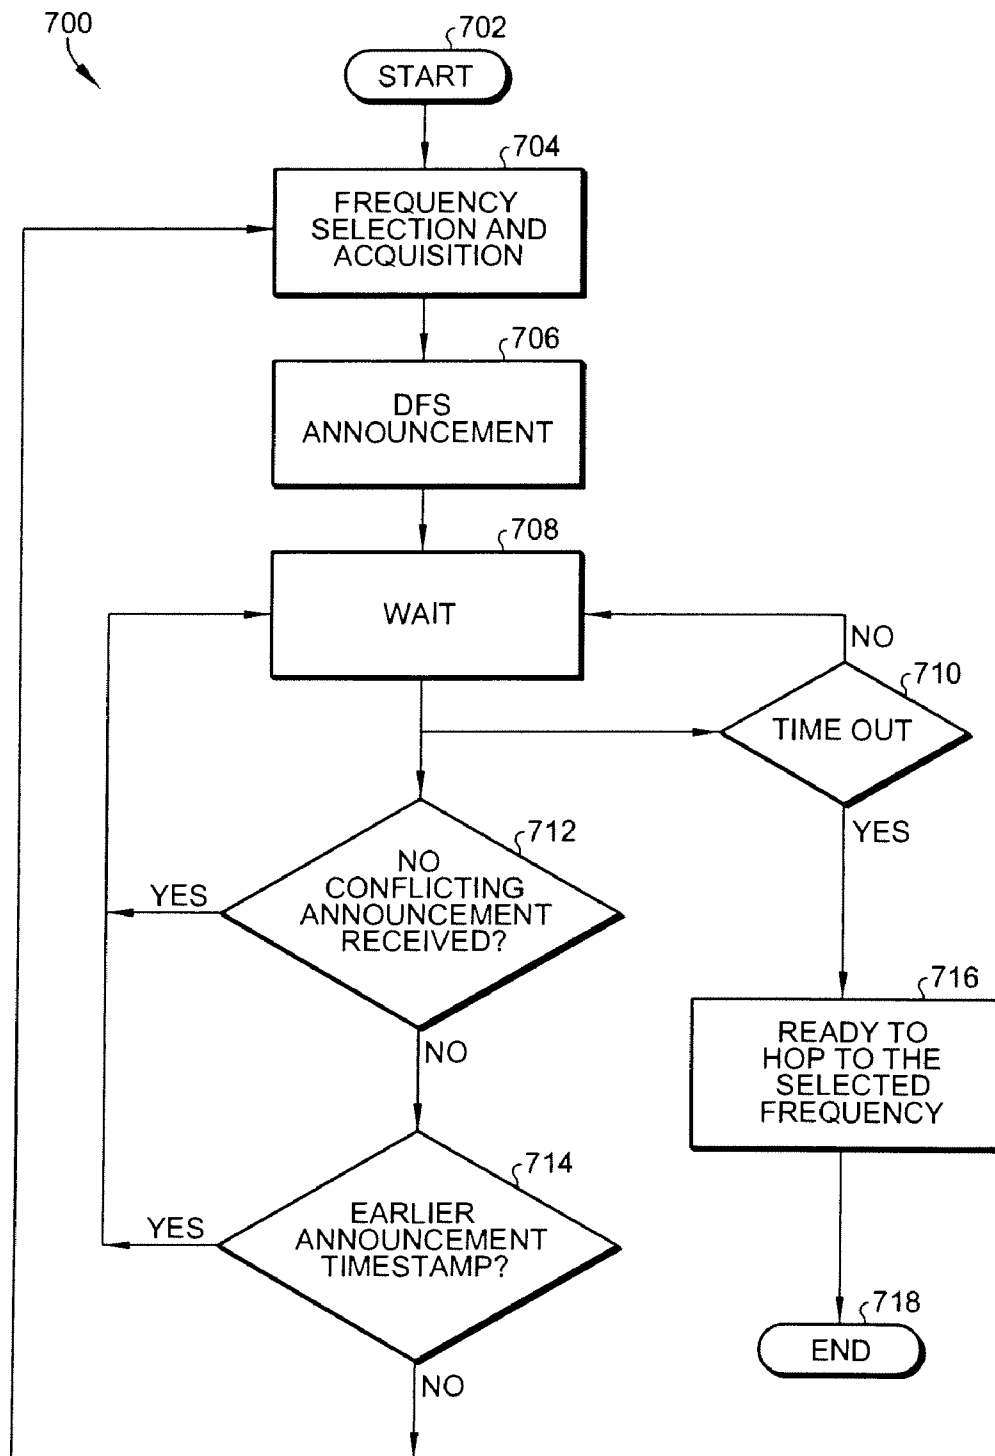 700
702
START
704
FREQUENCY
SELECTION AND
ACQUISITION
706
DFS
ANNOUNCEMENT
708
WAIT
NO
710
TIME OUT
YES
712
NO
CONFLICTING
ANNOUNCEMENT
RECEIVED?
YES
NO
716
READY TO
HOP TO THE
SELECTED
FREQUENCY
714
EARLIER
ANNOUNCEMENT
TIMESTAMP?
YES
NO
718
END